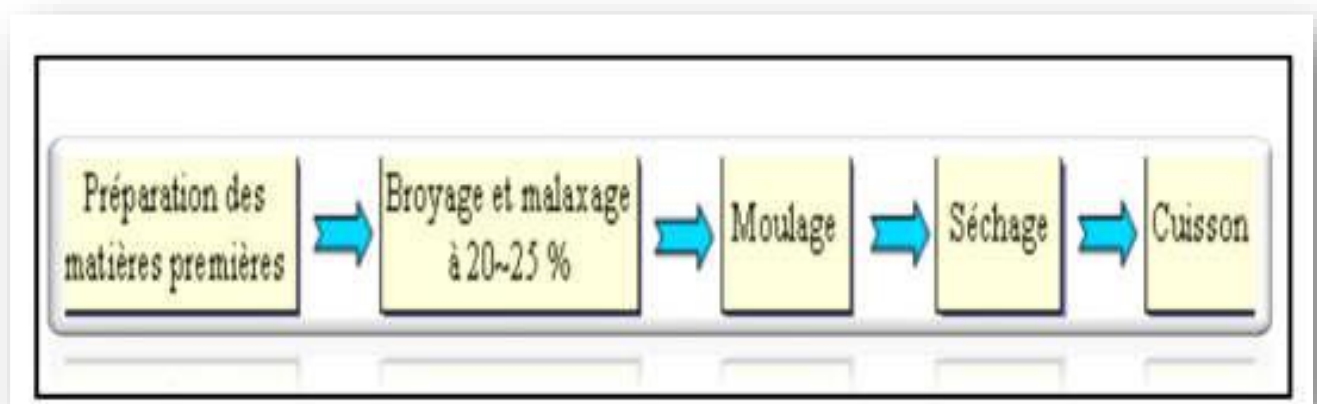 Préparation des
matières premières
Broyage et malaxage
à 20~25 %
Moulage
Séchage
Cuisson